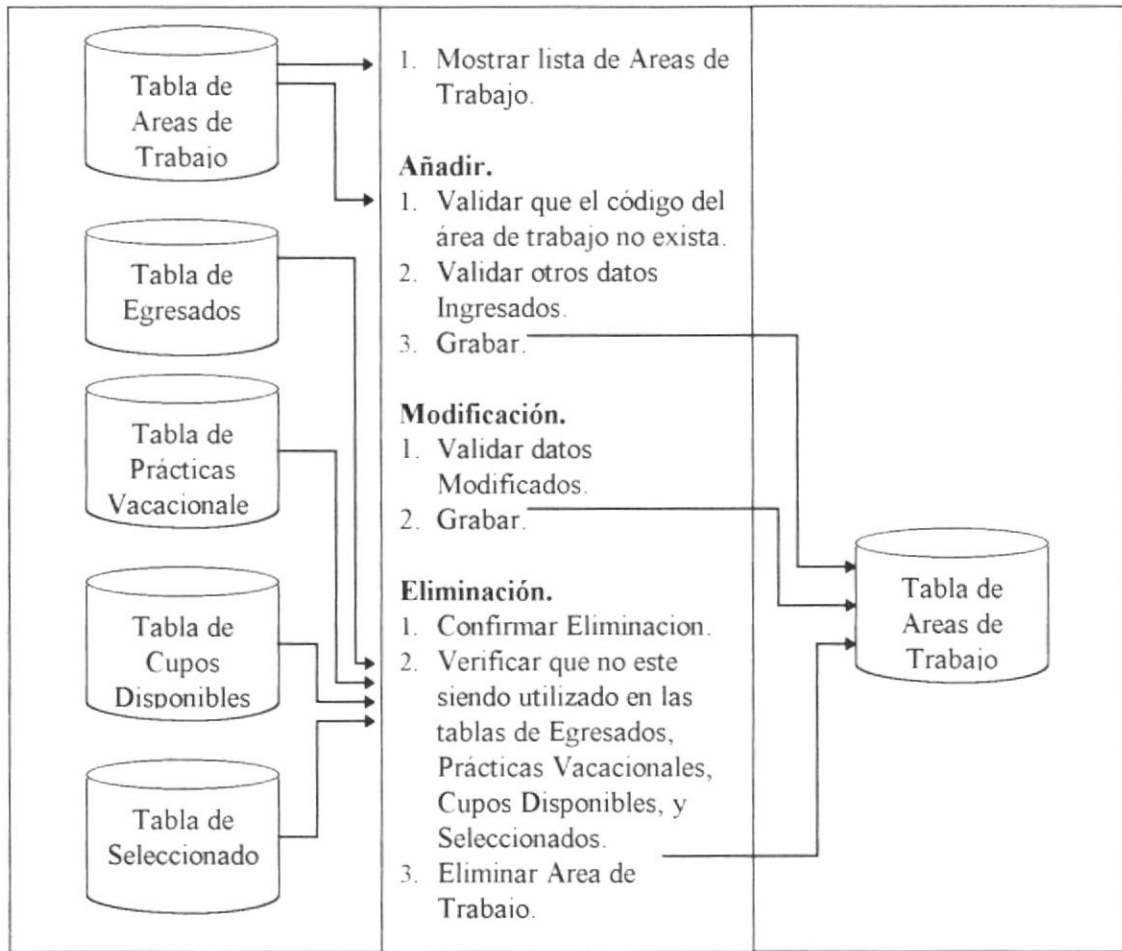 Tabla de
Areas de
Trabajo
Tabla de
Egresados
Tabla de
Prácticas
Vacacionale
Tabla de
Cupos
Disponibles
Tabla de
Seleccionado
1. Mostrar lista de Areas de
Trabajo.
Añadir.
1. Validar que el código del
área de trabajo no exista.
2. Validar otros datos
Ingresados.
3. Grabar.
Modificación.
1. Validar datos
Modificados.
2. Grabar.
Eliminación.
1. Confirmar Eliminacion.
2. Verificar que no este
siendo utilizado en las
tablas de Egresados,
Prácticas Vacacionales,
Cupos Disponibles, y
Seleccionados.
3. Eliminar Area de
Trabajo.
Tabla de
Areas de
Trabajo